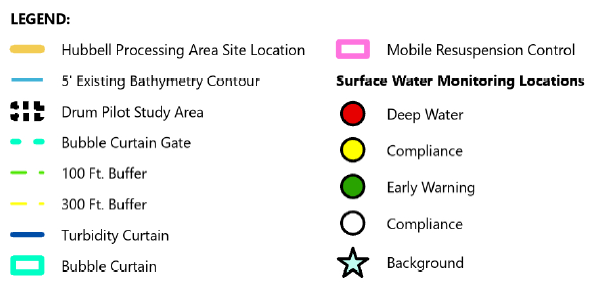 LEGEND:
Hubbell Processing Area Site Location
5' Existing Bathymetry Contour
Drum Pilot Study Area
Bubble Curtain Gate
100 Ft. Buffer
300 Ft. Buffer
Turbidity Curtain
Bubble Curtain
Mobile Resuspension Control
Surface Water Monitoring Locations
Deep Water
Compliance
Early Warning
Compliance
Background